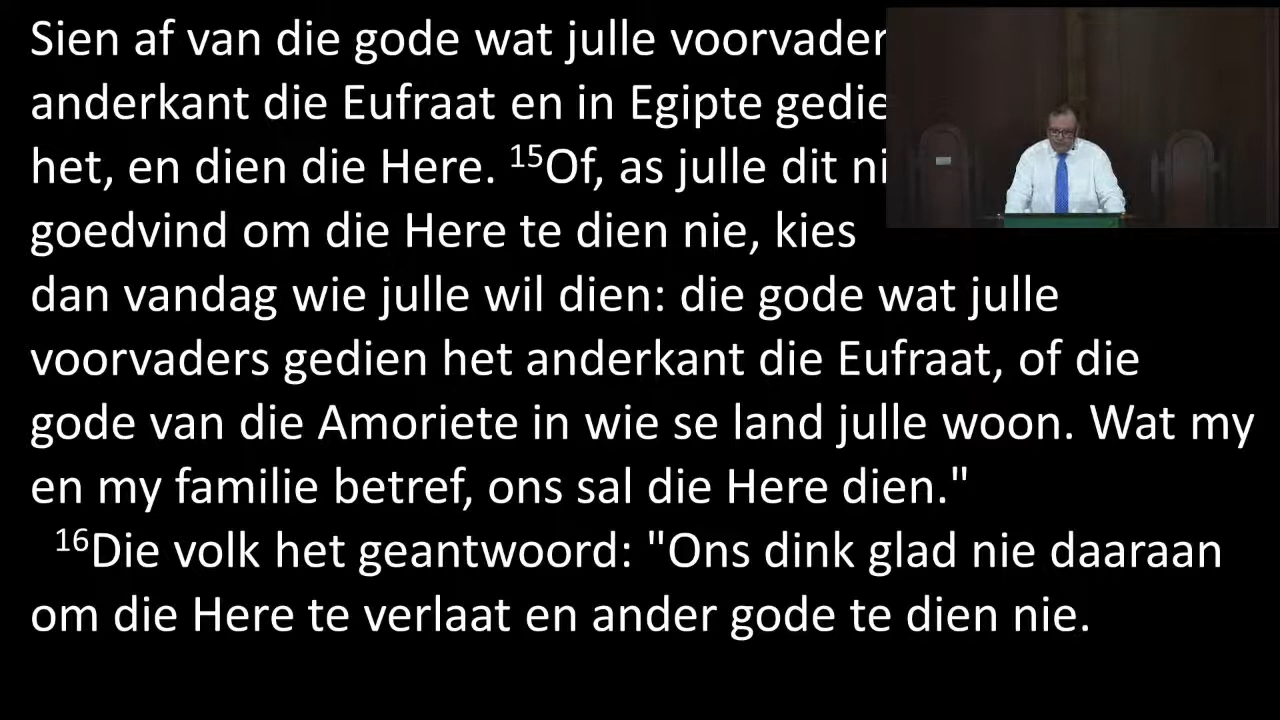 Sien af van die gode wat julle voorvader
anderkant die Eufraat en in Egipte gedie
het, en dien die Here. ¹⁵Of, as julle dit ni
goedvind om die Here te dien nie, kies
dan vandag wie julle wil dien: die gode wat julle
voorvaders gedien het anderkant die Eufraat, of die
gode van die Amoriete in wie se land julle woon. Wat my
en my familie betref, ons sal die Here dien."
¹⁶Die volk het geantwoord: "Ons dink glad nie daaraan
om die Here te verlaat en ander gode te dien nie.